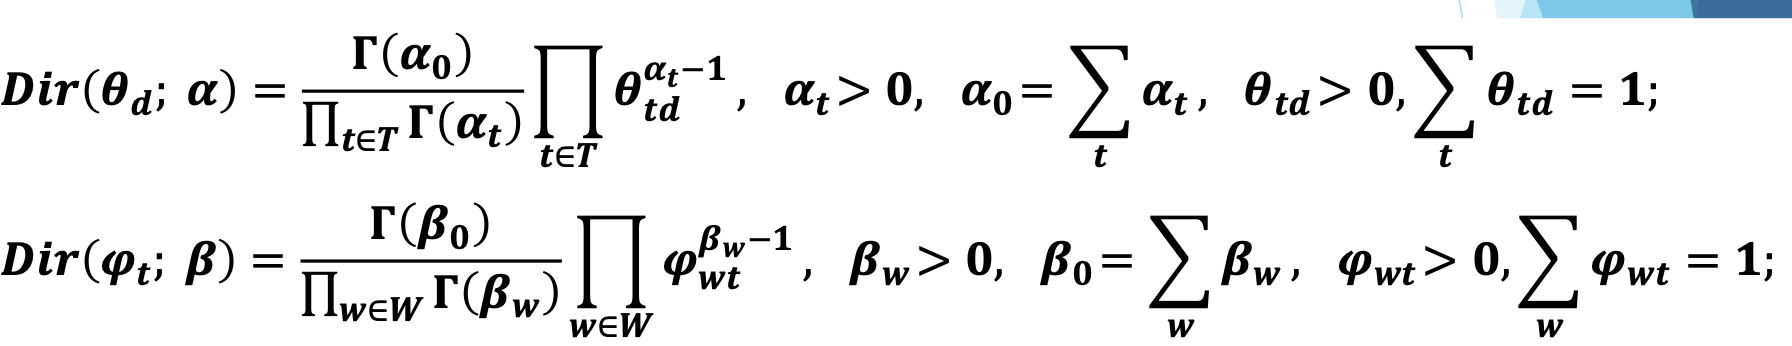 Dir(θ_d; α) = \frac{Γ(α_0)}{∏_{t∈T} Γ(α_t)} ∏_{t∈T} θ_{td}^{α_t−1}, α_t > 0, α_0 = ∑_t α_t, θ_{td} > 0, ∑_t θ_{td} = 1;
Dir(φ_t; β) = \frac{Γ(β_0)}{∏_{w∈W} Γ(β_w)} ∏_{w∈W} φ_{wt}^{β_w−1}, β_w > 0, β_0 = ∑_w β_w, φ_{wt} > 0, ∑_w φ_{wt} = 1;